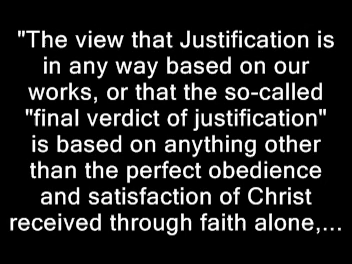 "The view that Justification is
in any way based on our
works, or that the so-called
"final verdict of justification"
is based on anything other
than the perfect obedience
and satisfaction of Christ
received through faith alone,...